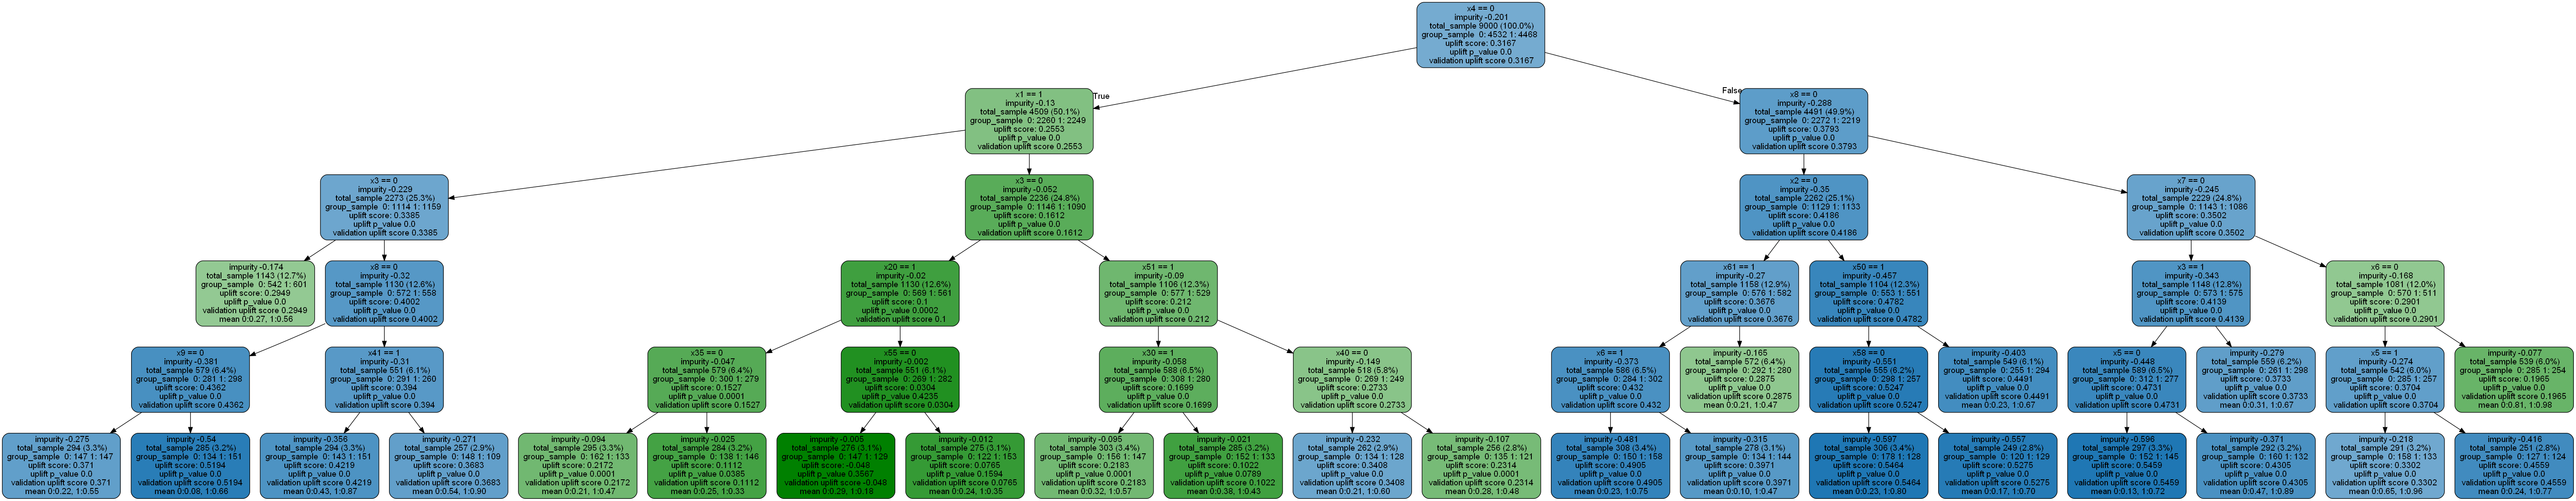 x4 == 0
impurity -0.201
total_sample 9000 (100.0%)
group_sample 0: 4532 1: 4468
uplift score: 0.3167
uplift p_value 0.0
validation uplift score 0.3167
True
False
x1 == 1
impurity -0.13
total_sample 4509 (50.1%)
group_sample 0: 2260 1: 2249
uplift score: 0.2553
uplift p_value 0.0
validation uplift score 0.2553
x8 == 0
impurity -0.288
total_sample 4491 (49.9%)
group_sample 0: 2272 1: 2219
uplift score: 0.3793
uplift p_value 0.0
validation uplift score 0.3793
x3 == 0
impurity -0.229
total_sample 2273 (25.3%)
group_sample 0: 1114 1: 1159
uplift score: 0.3385
uplift p_value 0.0
validation uplift score 0.3385
x3 == 0
impurity -0.052
total_sample 2236 (24.8%)
group_sample 0: 1146 1: 1090
uplift score: 0.1612
uplift p_value 0.0
validation uplift score 0.1612
x2 == 0
impurity -0.35
total_sample 2262 (25.1%)
group_sample 0: 1129 1: 1133
uplift score: 0.4186
uplift p_value 0.0
validation uplift score 0.4186
x7 == 0
impurity -0.245
total_sample 2229 (24.8%)
group_sample 0: 1143 1: 1086
uplift score: 0.3502
uplift p_value 0.0
validation uplift score 0.3502
impurity -0.174
total_sample 1143 (12.7%)
group_sample 0: 542 1: 601
uplift score: 0.2949
uplift p_value 0.0
validation uplift score 0.2949
mean 0:0.27, 1:0.56
x8 == 0
impurity -0.32
total_sample 1130 (12.6%)
group_sample 0: 572 1: 558
uplift score: 0.4002
uplift p_value 0.0
validation uplift score 0.4002
x20 == 1
impurity -0.02
total_sample 1130 (12.6%)
group_sample 0: 569 1: 561
uplift score: 0.1
uplift p_value 0.0002
validation uplift score 0.1
x51 == 1
impurity -0.09
total_sample 1106 (12.3%)
group_sample 0: 577 1: 529
uplift score: 0.212
uplift p_value 0.0
validation uplift score 0.212
x61 == 1
impurity -0.27
total_sample 1158 (12.9%)
group_sample 0: 576 1: 582
uplift score: 0.3676
uplift p_value 0.0
validation uplift score 0.3676
x50 == 1
impurity -0.457
total_sample 1104 (12.3%)
group_sample 0: 553 1: 551
uplift score: 0.4782
uplift p_value 0.0
validation uplift score 0.4782
x3 == 1
impurity -0.343
total_sample 1148 (12.8%)
group_sample 0: 573 1: 575
uplift score: 0.4139
uplift p_value 0.0
validation uplift score 0.4139
x6 == 0
impurity -0.168
total_sample 1081 (12.0%)
group_sample 0: 570 1: 511
uplift score: 0.2901
uplift p_value 0.0
validation uplift score 0.2901
x9 == 0
impurity -0.381
total_sample 579 (6.4%)
group_sample 0: 281 1: 298
uplift score: 0.4362
uplift p_value 0.0
validation uplift score 0.4362
x41 == 1
impurity -0.31
total_sample 551 (6.1%)
group_sample 0: 291 1: 260
uplift score: 0.394
uplift p_value 0.0
validation uplift score 0.394
x35 == 0
impurity -0.047
total_sample 579 (6.4%)
group_sample 0: 300 1: 279
uplift score: 0.1527
uplift p_value 0.0001
validation uplift score 0.1527
x55 == 0
impurity -0.002
total_sample 551 (6.1%)
group_sample 0: 269 1: 282
uplift score: 0.0304
uplift p_value 0.4235
validation uplift score 0.0304
x30 == 1
impurity -0.058
total_sample 588 (6.5%)
group_sample 0: 308 1: 280
uplift score: 0.1699
uplift p_value 0.0
validation uplift score 0.1699
x40 == 0
impurity -0.149
total_sample 518 (5.8%)
group_sample 0: 269 1: 249
uplift score: 0.2733
uplift p_value 0.0
validation uplift score 0.2733
x6 == 1
impurity -0.373
total_sample 586 (6.5%)
group_sample 0: 284 1: 302
uplift score: 0.432
uplift p_value 0.0
validation uplift score 0.432
impurity -0.165
total_sample 572 (6.4%)
group_sample 0: 292 1: 280
uplift score: 0.2875
uplift p_value 0.0
validation uplift score 0.2875
mean 0:0.21, 1:0.47
x58 == 0
impurity -0.551
total_sample 555 (6.2%)
group_sample 0: 298 1: 257
uplift score: 0.5247
uplift p_value 0.0
validation uplift score 0.5247
impurity -0.403
total_sample 549 (6.1%)
group_sample 0: 255 1: 294
uplift score: 0.4491
uplift p_value 0.0
validation uplift score 0.4491
mean 0:0.23, 1:0.67
x5 == 0
impurity -0.448
total_sample 589 (6.5%)
group_sample 0: 312 1: 277
uplift score: 0.4731
uplift p_value 0.0
validation uplift score 0.4731
impurity -0.279
total_sample 559 (6.2%)
group_sample 0: 261 1: 298
uplift score: 0.3733
uplift p_value 0.0
validation uplift score 0.3733
mean 0:0.31, 1:0.67
x5 == 1
impurity -0.274
total_sample 542 (6.0%)
group_sample 0: 285 1: 257
uplift score: 0.3704
uplift p_value 0.0
validation uplift score 0.3704
impurity -0.077
total_sample 539 (6.0%)
group_sample 0: 285 1: 254
uplift score: 0.1965
uplift p_value 0.0
validation uplift score 0.1965
mean 0:0.81, 1:0.98
impurity -0.275
total_sample 294 (3.3%)
group_sample 0: 147 1: 147
uplift score: 0.371
uplift p_value 0.0
validation uplift score 0.371
mean 0:0.22, 1:0.55
impurity -0.54
total_sample 285 (3.2%)
group_sample 0: 134 1: 151
uplift score: 0.5194
uplift p_value 0.0
validation uplift score 0.5194
mean 0:0.08, 1:0.66
impurity -0.356
total_sample 294 (3.3%)
group_sample 0: 143 1: 151
uplift score: 0.4219
uplift p_value 0.0
validation uplift score 0.4219
mean 0:0.43, 1:0.87
impurity -0.271
total_sample 257 (2.9%)
group_sample 0: 148 1: 109
uplift score: 0.3683
uplift p_value 0.0
validation uplift score 0.3683
mean 0:0.54, 1:0.90
impurity -0.094
total_sample 295 (3.3%)
group_sample 0: 162 1: 133
uplift score: 0.2172
uplift p_value 0.0001
validation uplift score 0.2172
mean 0:0.21, 1:0.47
impurity -0.025
total_sample 284 (3.2%)
group_sample 0: 138 1: 146
uplift score: 0.1112
uplift p_value 0.0385
validation uplift score 0.1112
mean 0:0.25, 1:0.33
impurity -0.005
total_sample 276 (3.1%)
group_sample 0: 147 1: 129
uplift score: -0.048
uplift p_value 0.3567
validation uplift score -0.048
mean 0:0.29, 1:0.18
impurity -0.012
total_sample 275 (3.1%)
group_sample 0: 122 1: 153
uplift score: 0.0765
uplift p_value 0.1594
validation uplift score 0.0765
mean 0:0.24, 1:0.35
impurity -0.095
total_sample 303 (3.4%)
group_sample 0: 156 1: 147
uplift score: 0.2183
uplift p_value 0.0001
validation uplift score 0.2183
mean 0:0.32, 1:0.57
impurity -0.021
total_sample 285 (3.2%)
group_sample 0: 152 1: 133
uplift score: 0.1022
uplift p_value 0.0789
validation uplift score 0.1022
mean 0:0.38, 1:0.43
impurity -0.232
total_sample 262 (2.9%)
group_sample 0: 134 1: 128
uplift score: 0.3408
uplift p_value 0.0
validation uplift score 0.3408
mean 0:0.21, 1:0.60
impurity -0.107
total_sample 256 (2.8%)
group_sample 0: 135 1: 121
uplift score: 0.2314
uplift p_value 0.0001
validation uplift score 0.2314
mean 0:0.28, 1:0.48
impurity -0.481
total_sample 308 (3.4%)
group_sample 0: 150 1: 158
uplift score: 0.4905
uplift p_value 0.0
validation uplift score 0.4905
mean 0:0.23, 1:0.75
impurity -0.315
total_sample 278 (3.1%)
group_sample 0: 134 1: 144
uplift score: 0.3971
uplift p_value 0.0
validation uplift score 0.3971
mean 0:0.10, 1:0.47
impurity -0.597
total_sample 306 (3.4%)
group_sample 0: 178 1: 128
uplift score: 0.5464
uplift p_value 0.0
validation uplift score 0.5464
mean 0:0.23, 1:0.80
impurity -0.557
total_sample 249 (2.8%)
group_sample 0: 120 1: 129
uplift score: 0.5275
uplift p_value 0.0
validation uplift score 0.5275
mean 0:0.17, 1:0.70
impurity -0.596
total_sample 297 (3.3%)
group_sample 0: 152 1: 145
uplift score: 0.5459
uplift p_value 0.0
validation uplift score 0.5459
mean 0:0.13, 1:0.72
impurity -0.371
total_sample 292 (3.2%)
group_sample 0: 160 1: 132
uplift score: 0.4305
uplift p_value 0.0
validation uplift score 0.4305
mean 0:0.47, 1:0.89
impurity -0.218
total_sample 291 (3.2%)
group_sample 0: 158 1: 133
uplift score: 0.3302
uplift p_value 0.0
validation uplift score 0.3302
mean 0:0.65, 1:0.96
impurity -0.416
total_sample 251 (2.8%)
group_sample 0: 127 1: 124
uplift score: 0.4559
uplift p_value 0.0
validation uplift score 0.4559
mean 0:0.24, 1:0.77